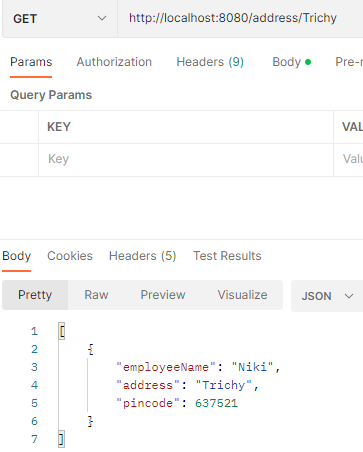 GET http://localhost:8080/address/Trichy
Params Authorization Headers (9) Body Pre-r
Query Params
KEY VAL
Key Valu
Body Cookies Headers (5) Test Results
Pretty Raw Preview Visualize JSON
1 [
2 {
3 "employeeName": "Niki",
4 "address": "Trichy",
5 "pincode": 637521
6 }
7 ]